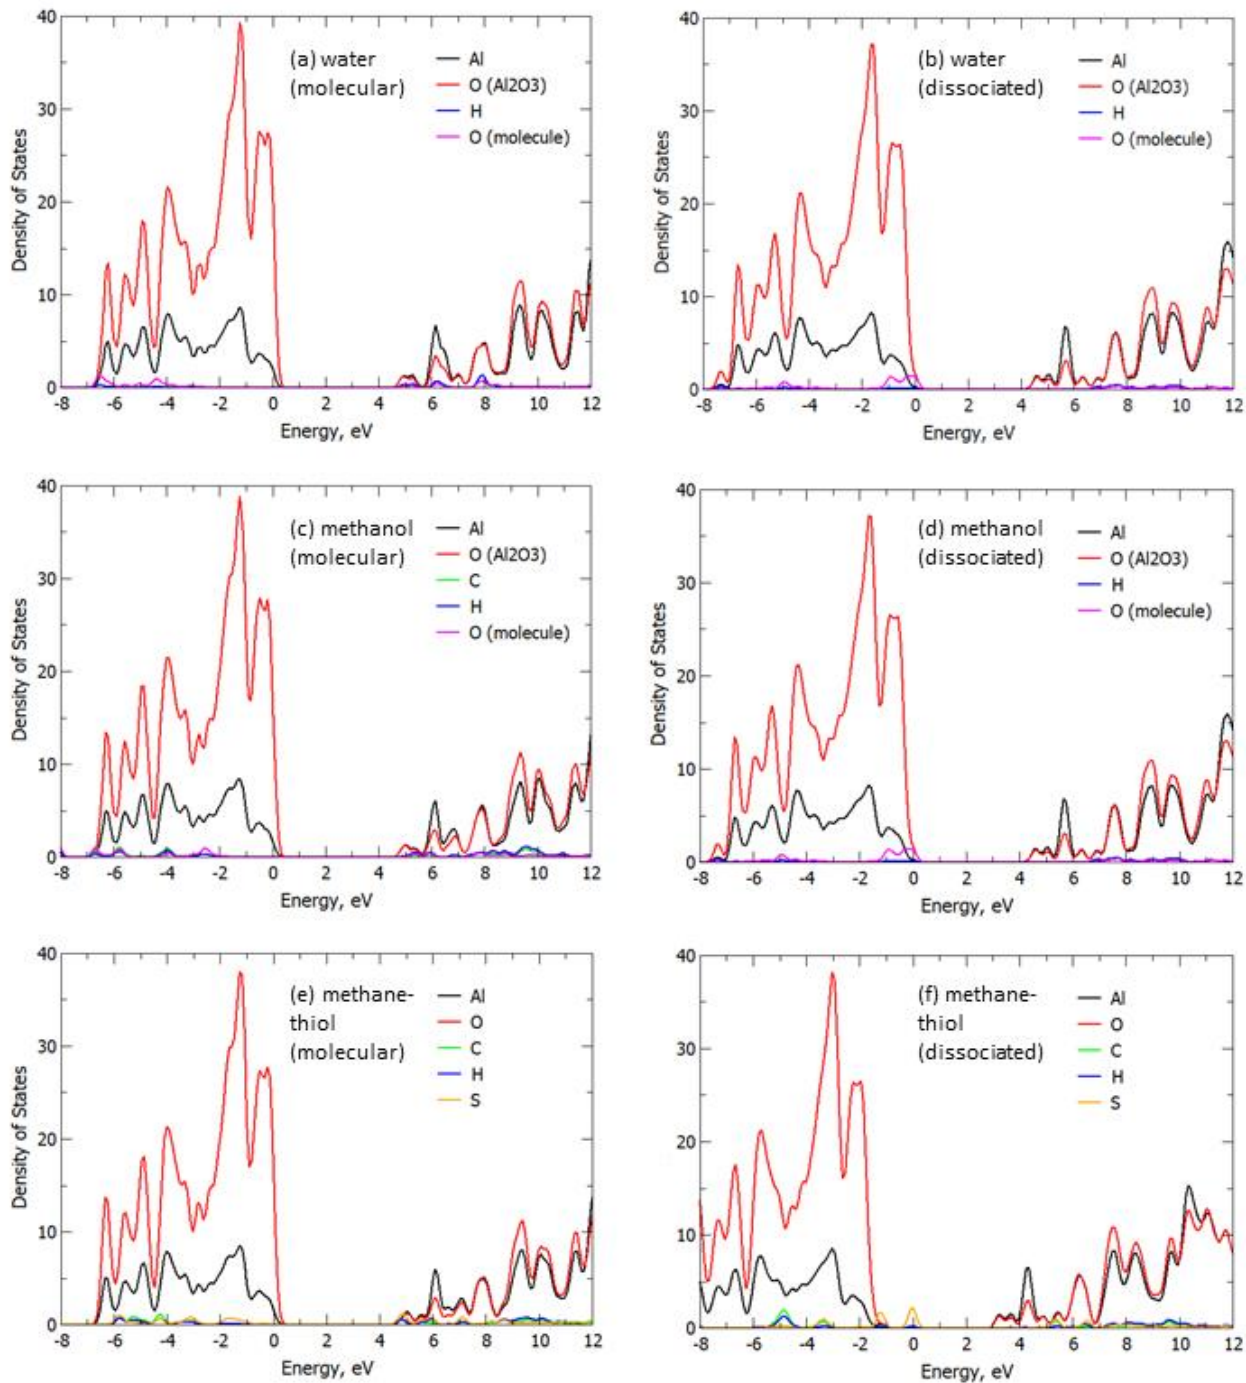 (a) water
(molecular)
Al
O (Al2O3)
H
O (molecule)
Density of States
40
30
20
10
0
-8 -6 -4 -2 0 2 4 6 8 10 12
Energy, eV
(b) water
(dissociated)
Al
O (Al2O3)
H
O (molecule)
Density of States
40
30
20
10
0
-8 -6 -4 -2 0 2 4 6 8 10 12
Energy, eV
(c) methanol
(molecular)
Al
O (Al2O3)
C
H
O (molecule)
Density of States
40
30
20
10
0
-8 -6 -4 -2 0 2 4 6 8 10 12
Energy, eV
(d) methanol
(dissociated)
Al
O (Al2O3)
H
O (molecule)
Density of States
40
30
20
10
0
-8 -6 -4 -2 0 2 4 6 8 10 12
Energy, eV
(e) methane-
thiol
(molecular)
Al
O
C
H
S
Density of States
40
30
20
10
0
-8 -6 -4 -2 0 2 4 6 8 10 12
Energy, eV
(f) methane-
thiol
(dissociated)
Al
O
C
H
S
Density of States
40
30
20
10
0
-8 -6 -4 -2 0 2 4 6 8 10 12
Energy, eV